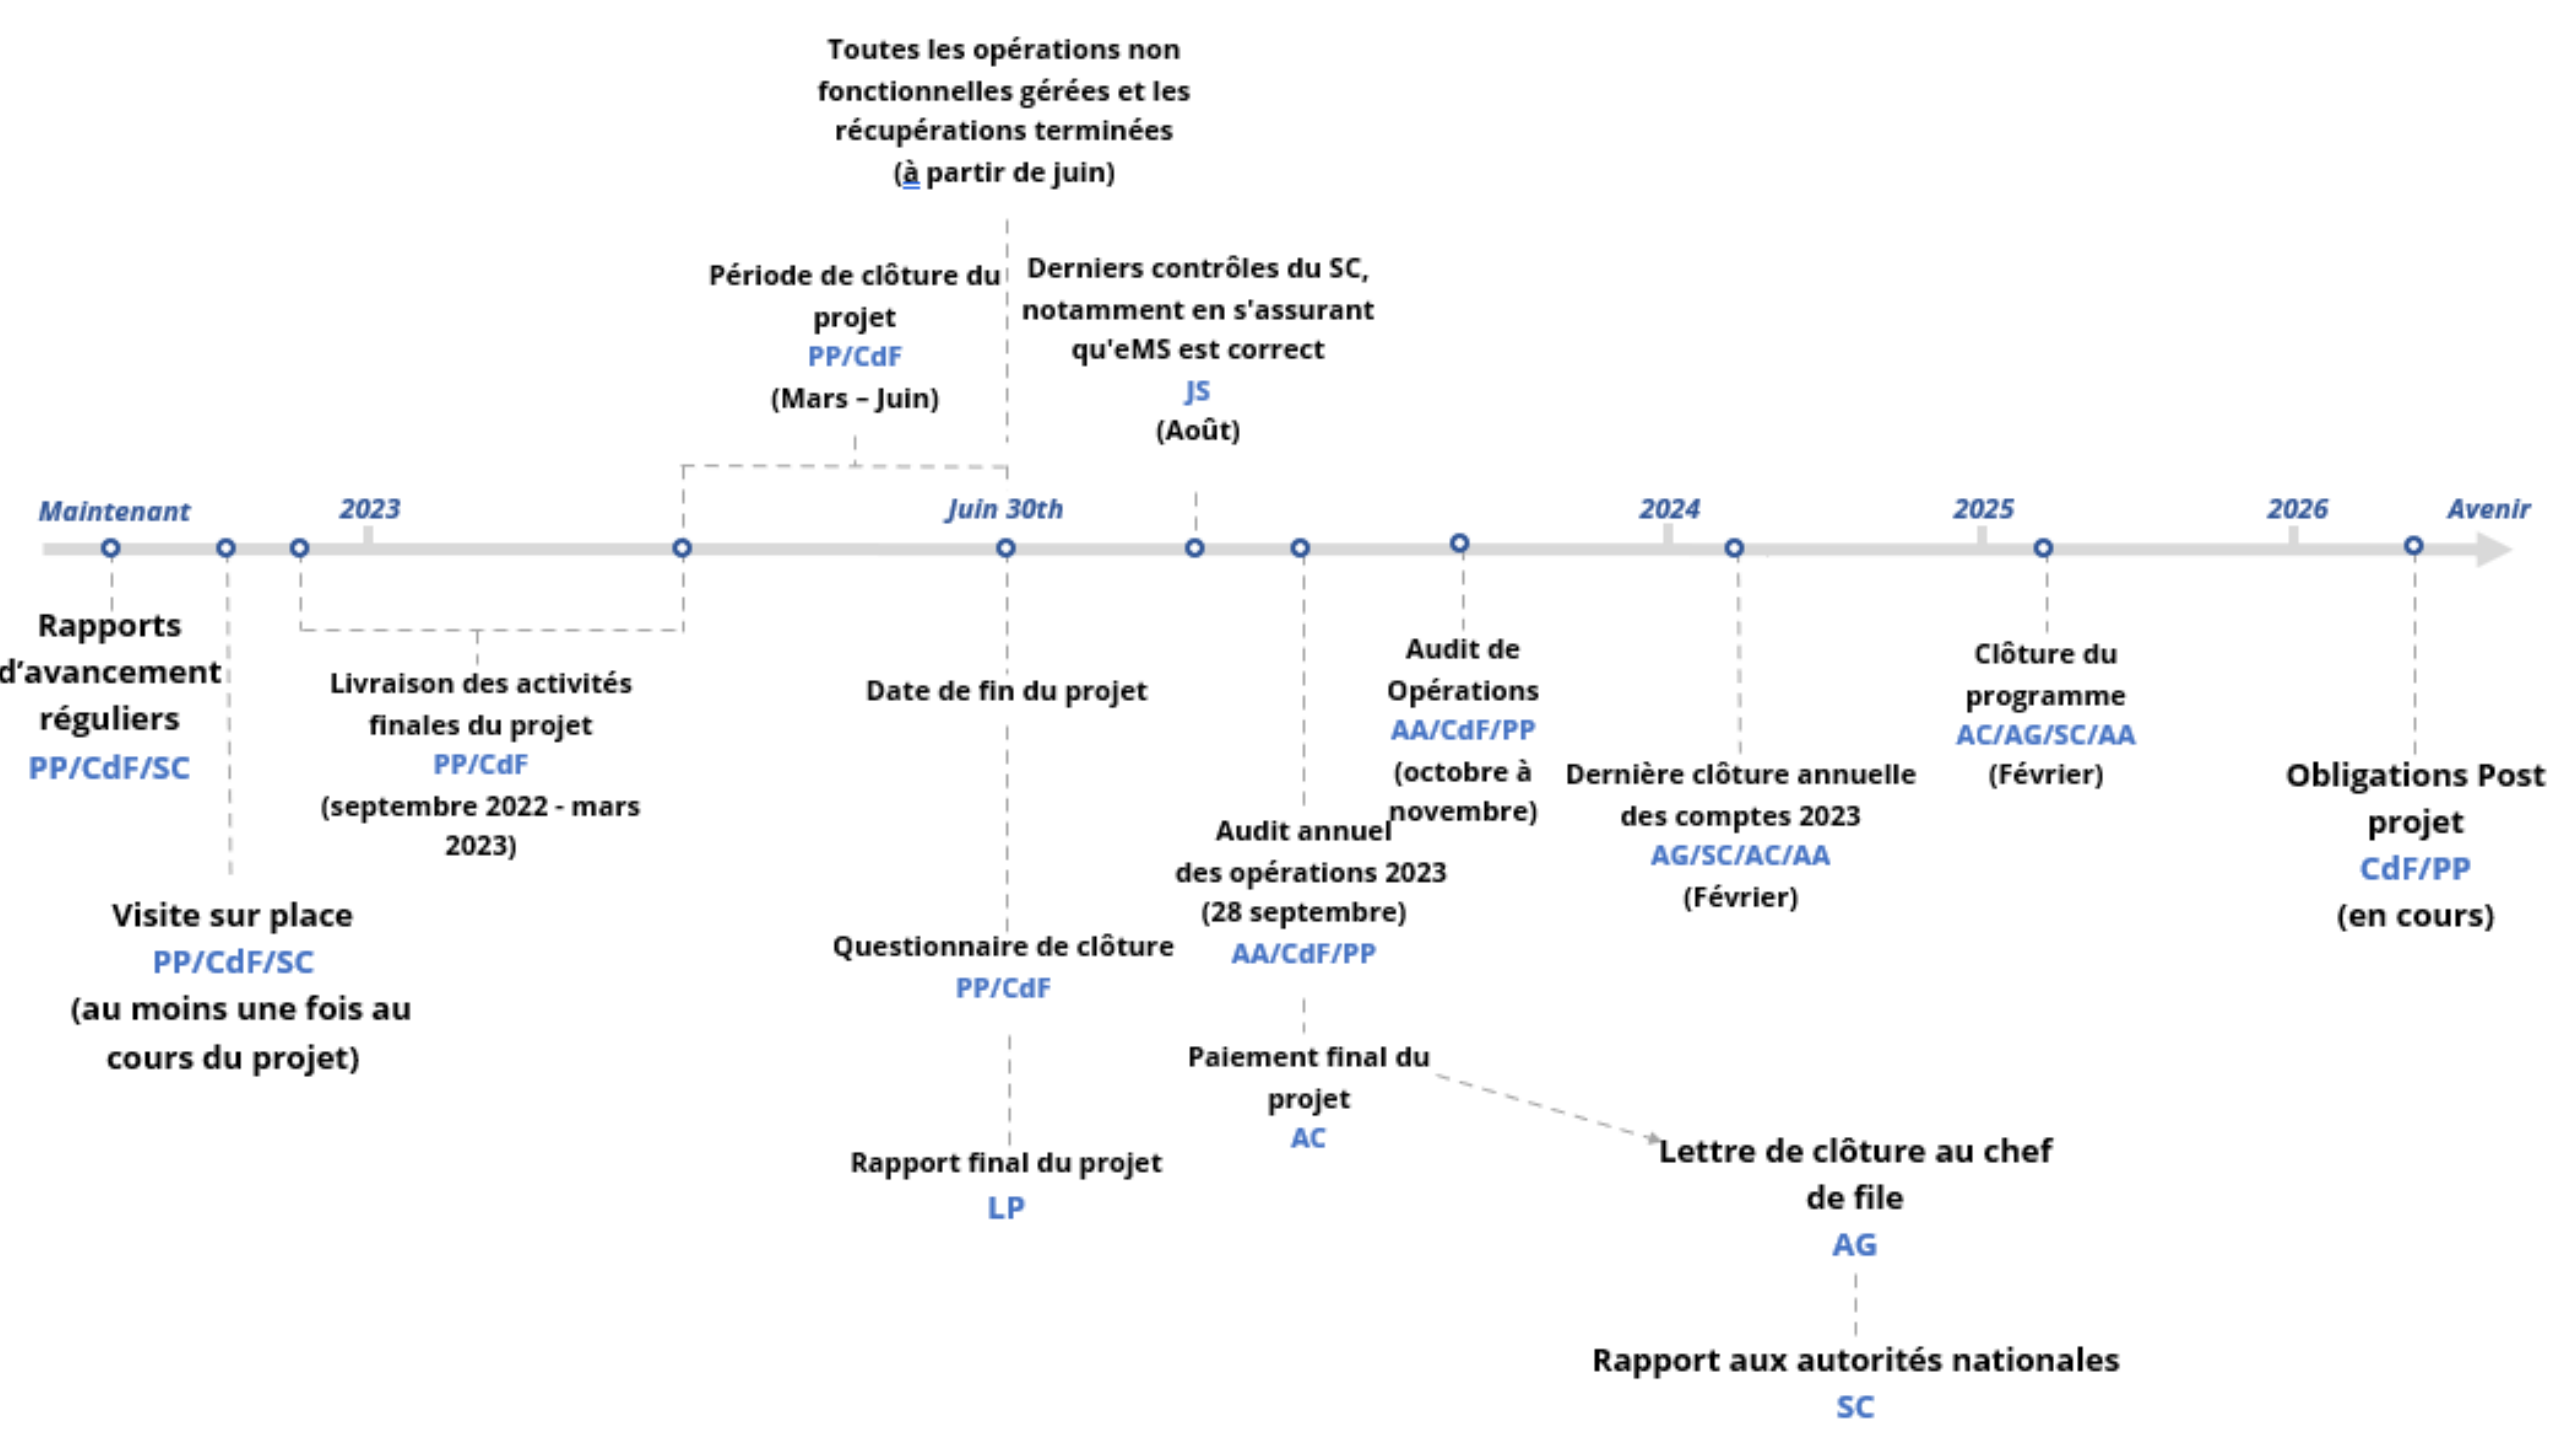 Toutes les opérations non
fonctionnelles gérées et les
récupérations terminées
(à partir de juin)
Période de clôture du
projet
PP/CdF
(Mars – Juin)
Derniers contrôles du SC,
notamment en s'assurant
qu'eMS est correct
JS
(Août)
Maintenant
2023
Juin 30th
2024
2025
2026
Avenir
Rapports
d’avancement
réguliers
PP/CdF/SC
Visite sur place
PP/CdF/SC
(au moins une fois au
cours du projet)
Livraison des activités
finales du projet
PP/CdF
(septembre 2022 - mars
2023)
Date de fin du projet
Questionnaire de clôture
PP/CdF
Rapport final du projet
LP
Audit annuel
des opérations 2023
(28 septembre)
AA/CdF/PP
Paiement final du
projet
AC
Audit de
Opérations
AA/CdF/PP
(octobre à
novembre)
Dernière clôture annuelle
des comptes 2023
AG/SC/AC/AA
(Février)
Clôture du
programme
AC/AG/SC/AA
(Février)
Obligations Post
projet
CdF/PP
(en cours)
Lettre de clôture au chef
de file
AG
Rapport aux autorités nationales
SC